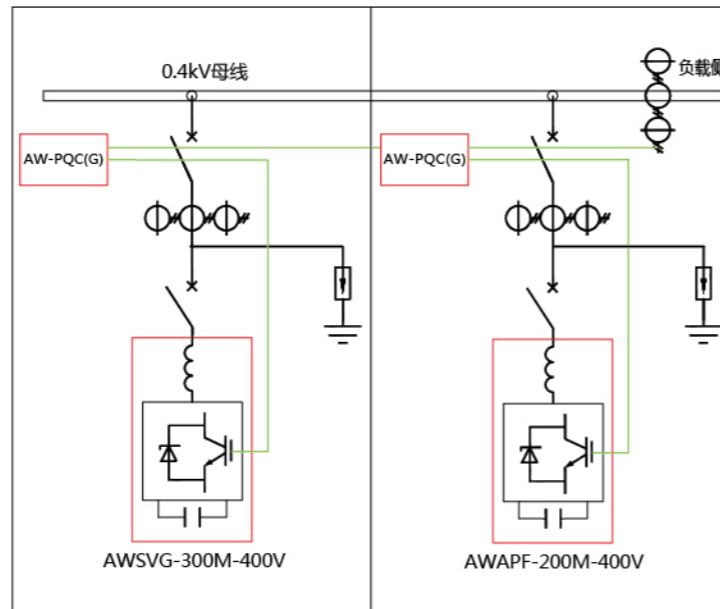 0.4kV母线
负载
AW-PQC(G)
AW-PQC(G)
AWSVG-300M-400V
AWAPF-200M-400V